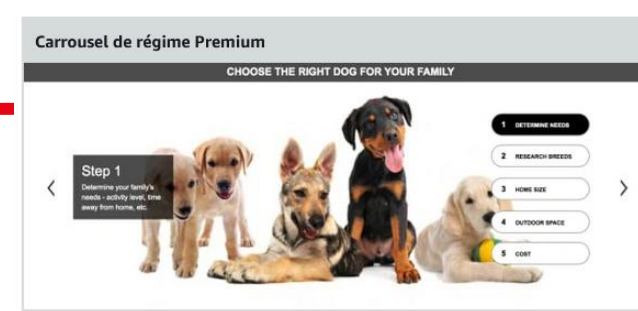 Carrousel de régime Premium
CHOOSE THE RIGHT DOG FOR YOUR FAMILY
Step 1
Determine your family's
needs - activity level, time
away from home, etc.
1 DETERMINE NEEDS
2 RESEARCH BREEDS
3 HOME SIZE
4 OUTDOOR SPACE
5 COST